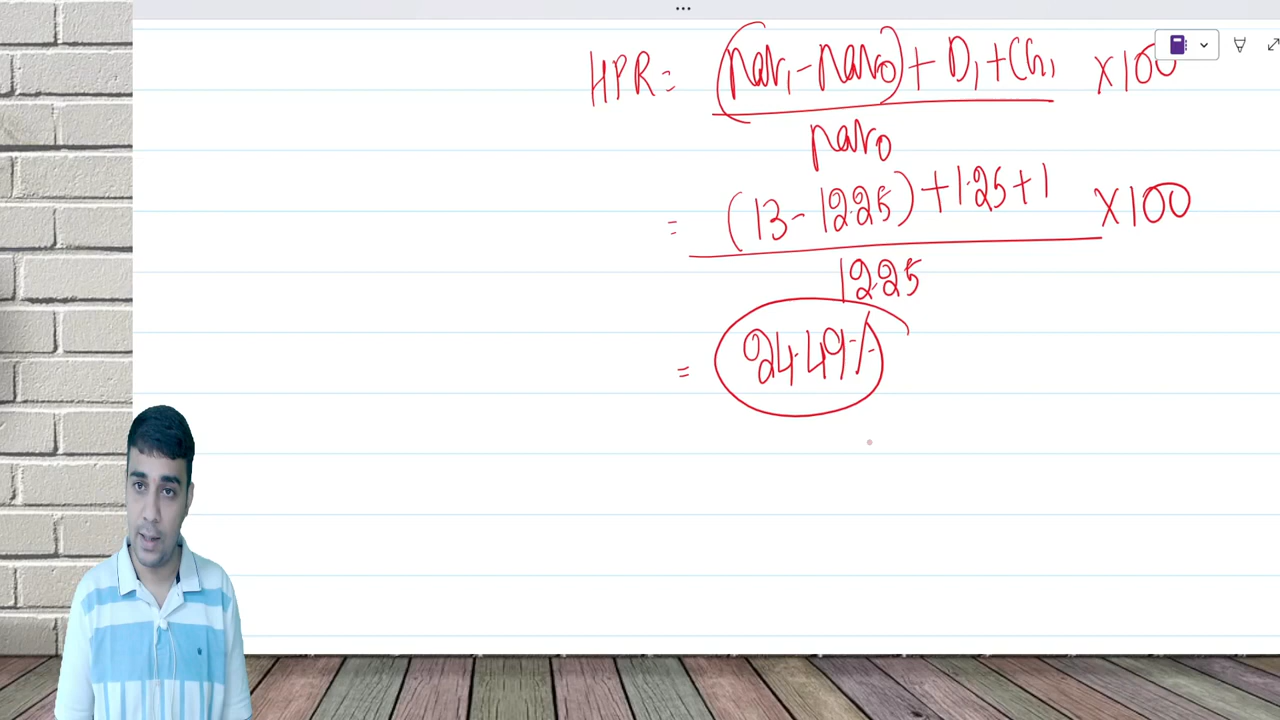 HPR = (NAV₁ - NAV₀) + D₁ + CG₁ × 100
NAV₀
= (13 - 12.25) + 1.25 + 1 × 100
12.25
= 24.49%